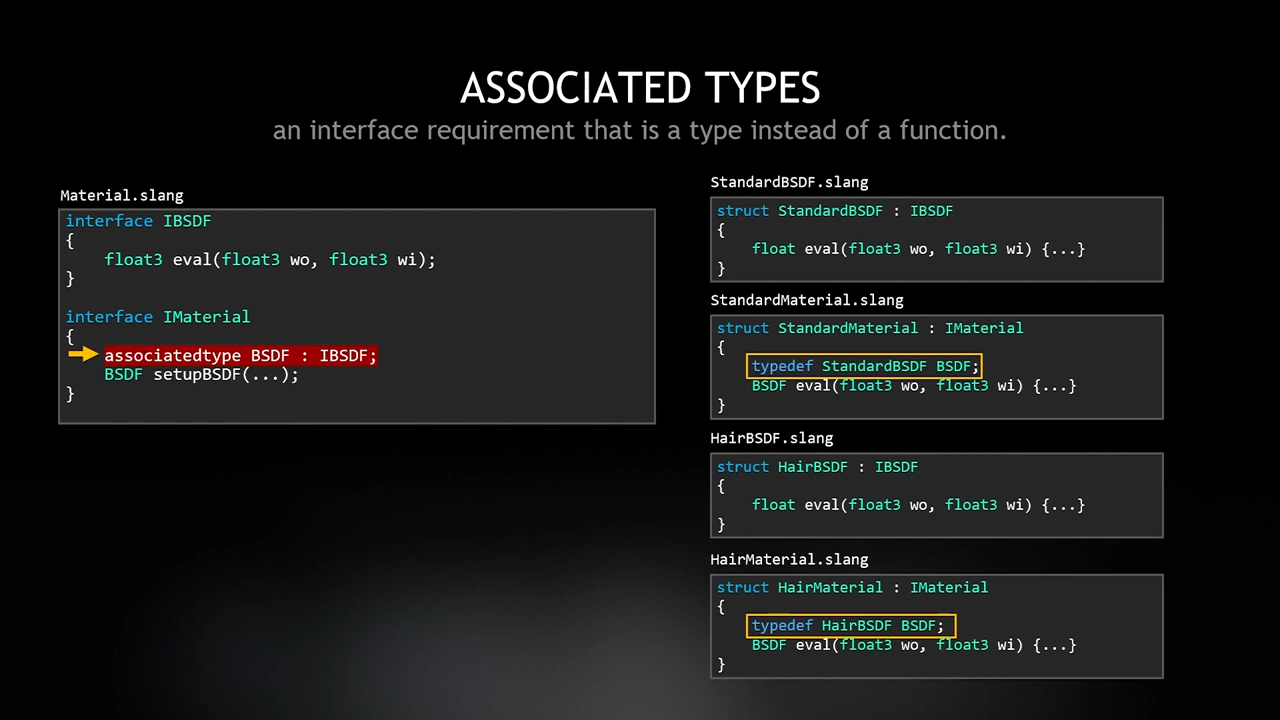 ASSOCIATED TYPES
an interface requirement that is a type instead of a function.
Material.slang
interface IBSDF
{
float3 eval(float3 wo, float3 wi);
}
interface IMaterial
{
associatedtype BSDF : IBSDF;
BSDF setupBSDF(...);
}
StandardBSDF.slang
struct StandardBSDF : IBSDF
{
float eval(float3 wo, float3 wi) {...}
}
StandardMaterial.slang
struct StandardMaterial : IMaterial
{
typedef StandardBSDF BSDF;
BSDF eval(float3 wo, float3 wi) {...}
}
HairBSDF.slang
struct HairBSDF : IBSDF
{
float eval(float3 wo, float3 wi) {...}
}
HairMaterial.slang
struct HairMaterial : IMaterial
{
typedef HairBSDF BSDF;
BSDF eval(float3 wo, float3 wi) {...}
}